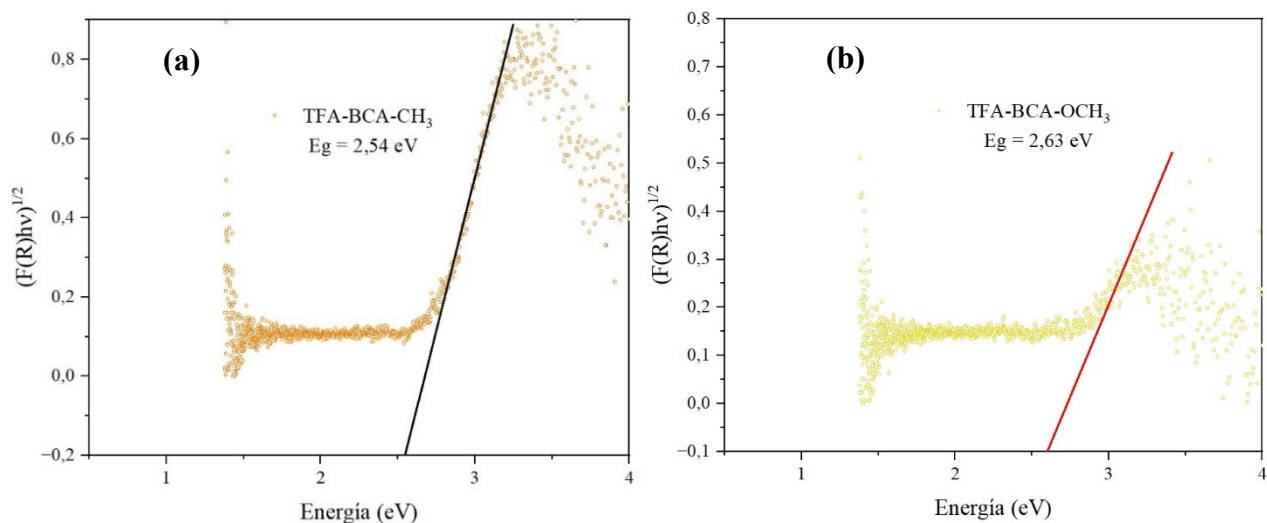 (a)
TFA-BCA-CH₃
Eg = 2,54 eV
(F(R)hν)^1/2
0,8
0,6
0,4
0,2
0,0
−0,2
1 2 3 4
Energía (eV)
(b)
TFA-BCA-OCH₃
Eg = 2,63 eV
(F(R)hν)^1/2
0,8
0,7
0,6
0,5
0,4
0,3
0,2
0,1
0,0
−0,1
1 2 3 4
Energía (eV)